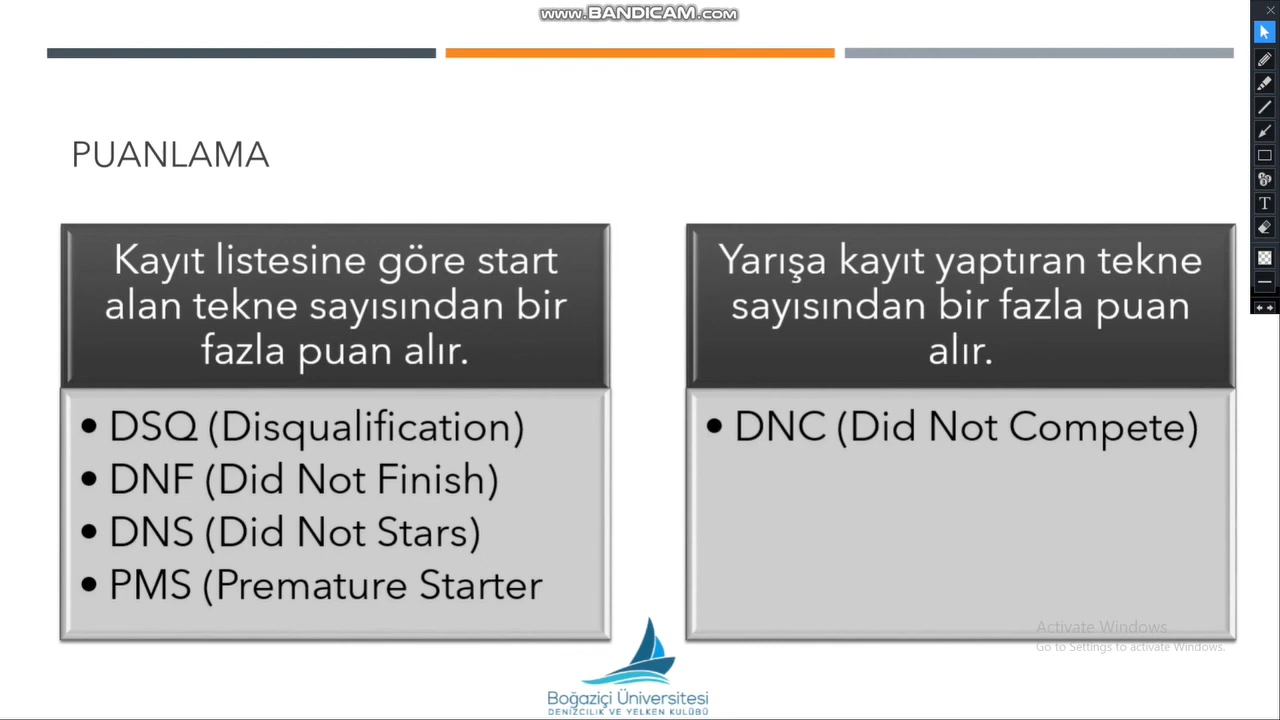 www.BANDICAM.com
PUANLAMA
Kayıt listesine göre start
alan tekne sayısından bir
fazla puan alır.
• DSQ (Disqualification)
• DNF (Did Not Finish)
• DNS (Did Not Stars)
• PMS (Premature Starter
Yarışa kayıt yaptıran tekne
sayısından bir fazla puan
alır.
• DNC (Did Not Compete)
Activate Windows
Go to Settings to activate Windows.
Boğaziçi Üniversitesi
DENİZCİLİK VE YELKEN KULÜBÜ